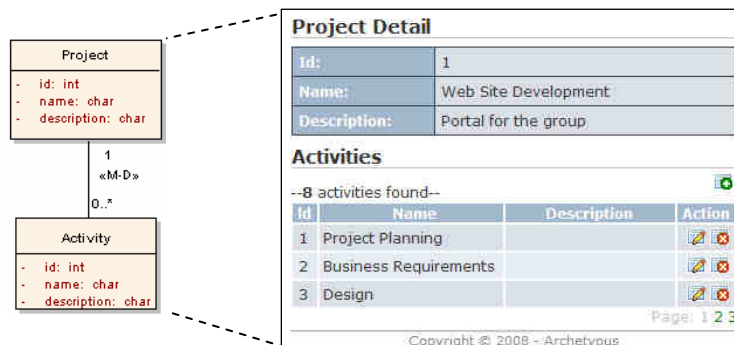 Project
- id: int
- name: char
- description: char
1
«M-D»
0..*
Activity
- id: int
- name: char
- description: char
Project Detail
Id: 1
Name: Web Site Development
Description: Portal for the group
Activities
--8 activities found--
Id Name Description Action
1 Project Planning
2 Business Requirements
3 Design
Page: 1 2 3
Copyright © 2008 - Archetypus